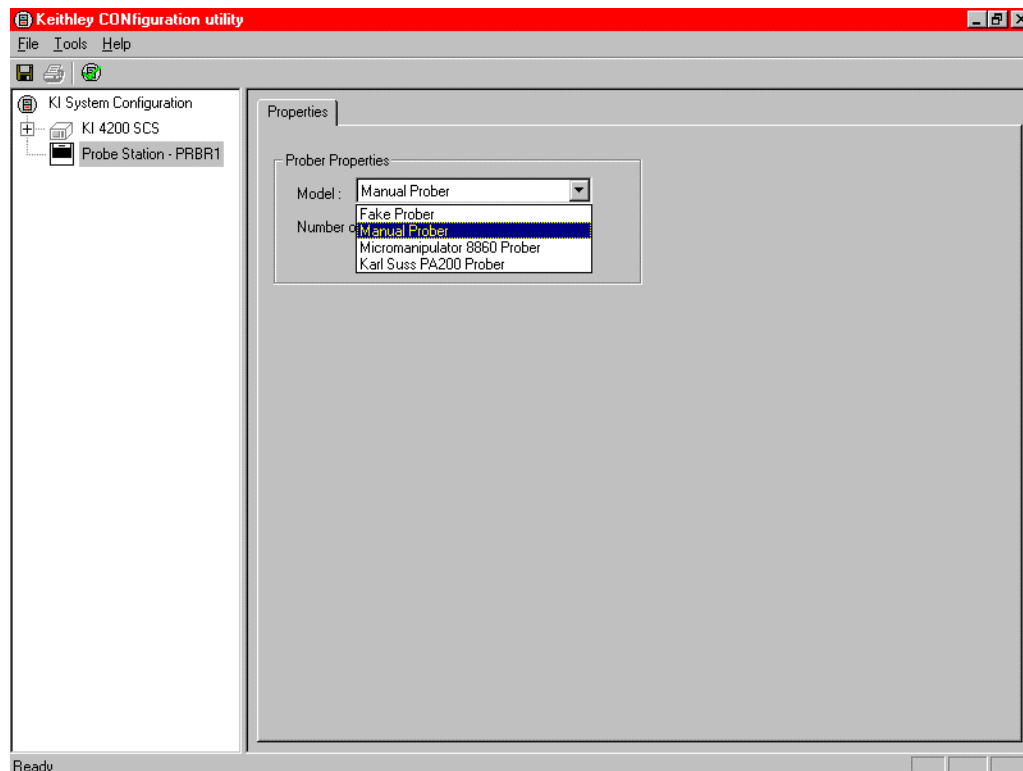 Keithley CONfiguration utility
File Tools Help
KI System Configuration
KI 4200 SCS
Probe Station - PRBR1
Properties
Prober Properties
Model : Manual Prober
Number o
Fake Prober
Manual Prober
Micromanipulator 8860 Prober
Karl Suss PA200 Prober
Ready